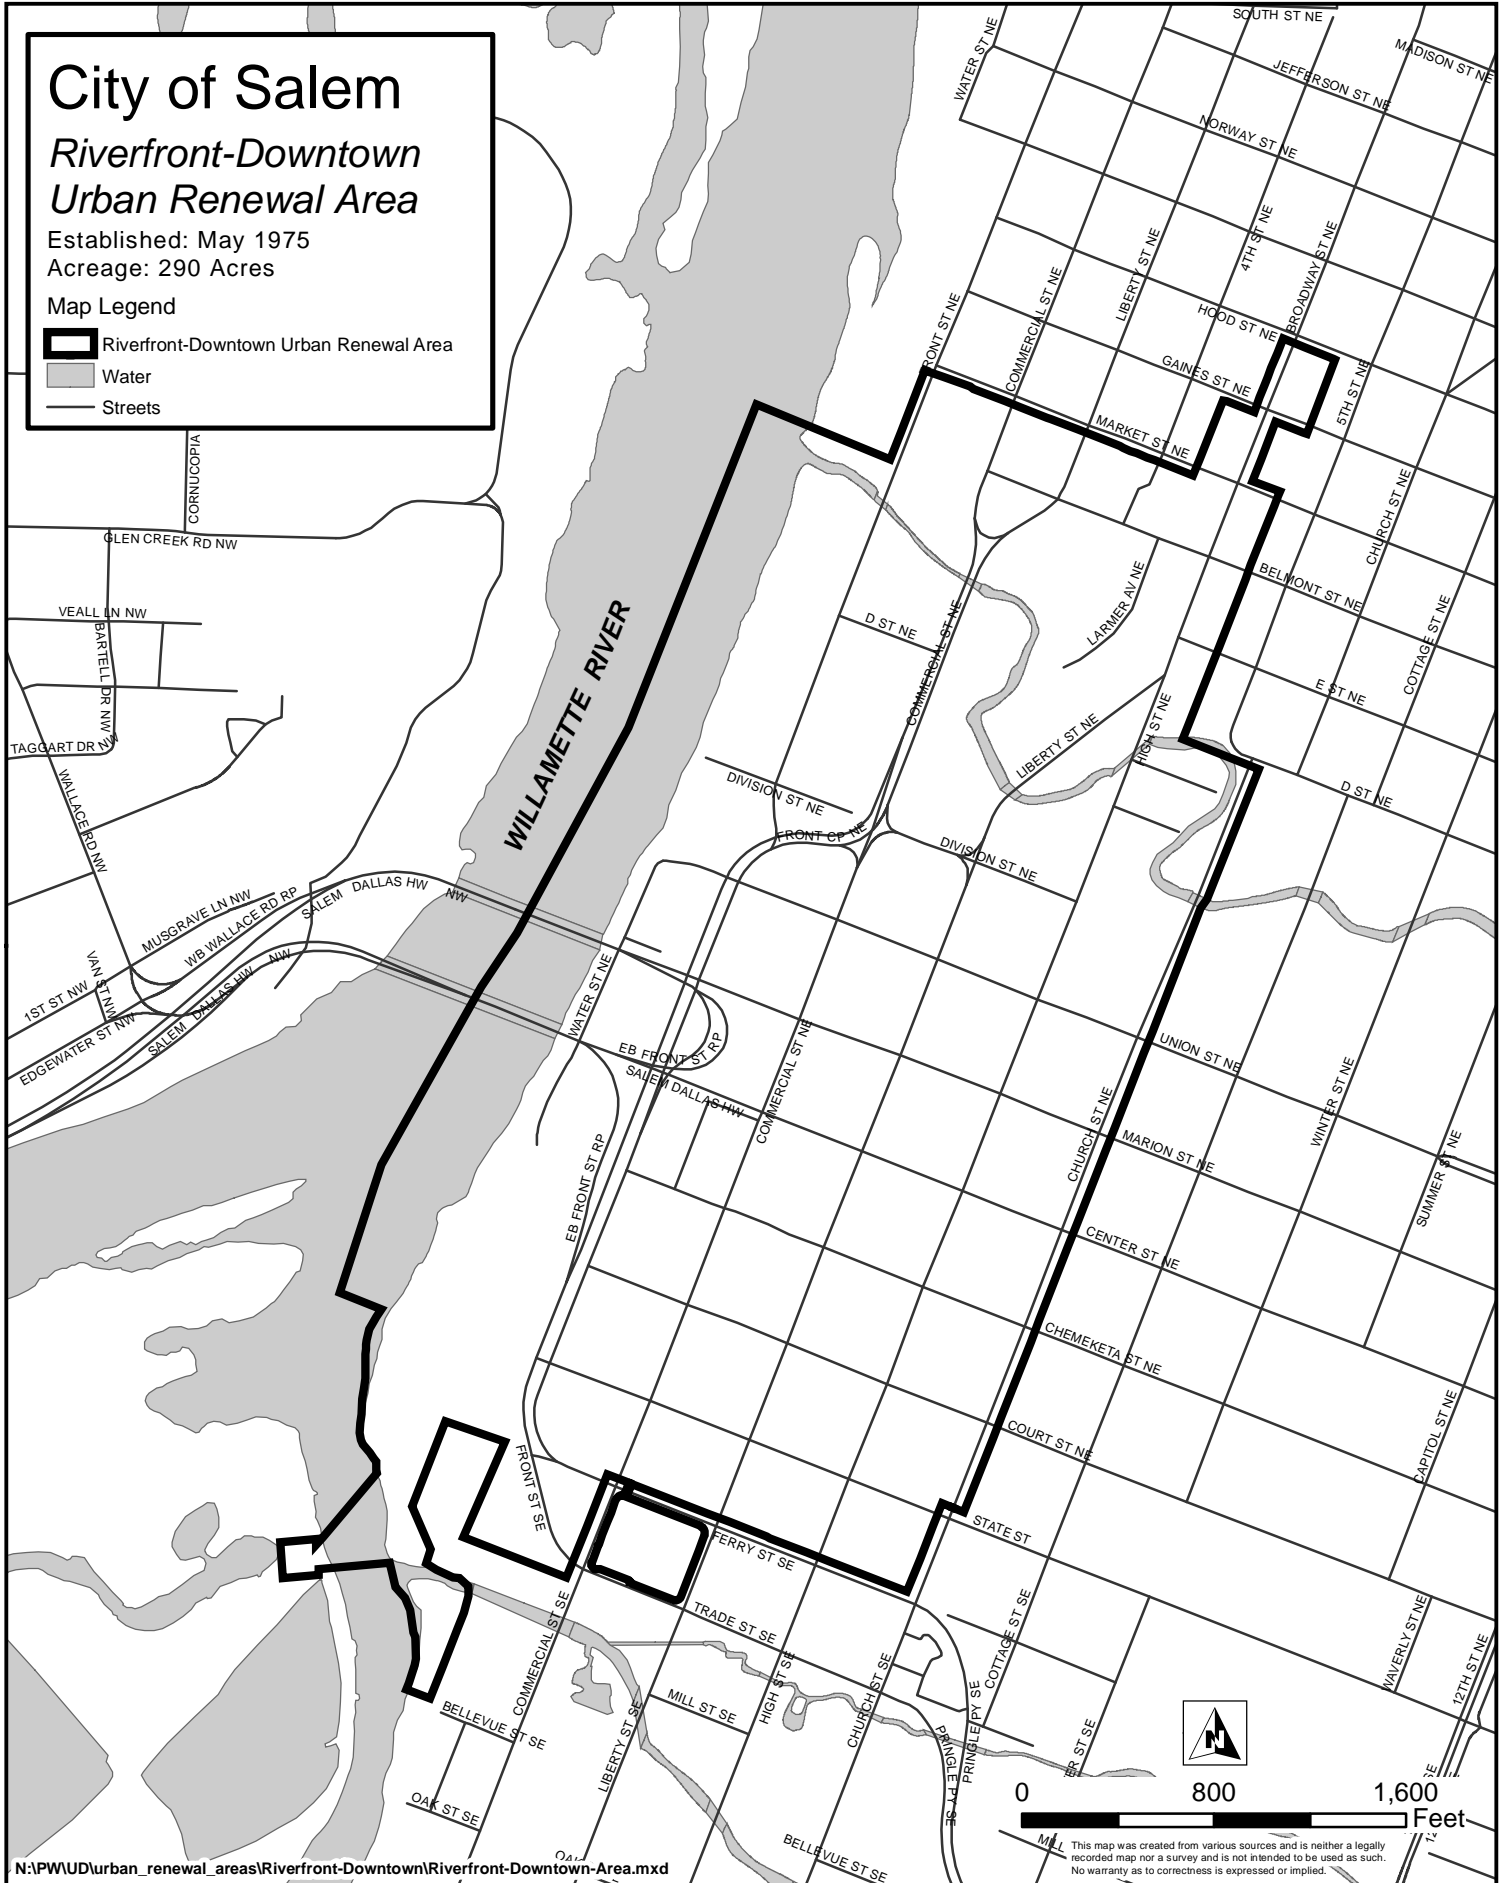 City of Salem
Riverfront-Downtown
Urban Renewal Area
Established: May 1975
Acreage: 290 Acres
Map Legend
Riverfront-Downtown Urban Renewal Area
Water
Streets
SOUTH ST NE
MADISON ST NE
WATER ST NE
JEFFERSON ST NE
NORWAY ST NE
4TH ST NE
BROADWAY ST NE
LIBERTY ST NE
COMMERCIAL ST NE
HOOD ST NE
RONT ST NE
GAINES ST NE
5TH ST NE
MARKET ST NE
CORNUCOPIA
CHURCH ST NE
GLEN CREEK RD NW
BELMONT ST NE
VEALL LN NW
BARTELL DR NW
WILLAMETTE RIVER
D ST NE
LARMER AV NE
COMMERCIAL ST NE
COTTAGE ST NE
E ST NE
HIGH ST NE
LIBERTY ST NE
TAGGART DR NW
WALLACE RD NW
DIVISION ST NE
D ST NE
FRONT CP NE
DIVISION ST NE
SALEM DALLAS HW NW
MUSGRAVE LN NW
WB WALLACE RD RP
VAN ST NW
1ST ST NW
EDGEWATER ST NW
SALEM DALLAS HW NW
WATER ST NE
EB FRONT ST RP
SALEM DALLAS HW
COMMERCIAL ST NE
UNION ST NE
WINTER ST NE
CHURCH ST NE
MARION ST NE
SUMMER ST NE
EB FRONT ST RP
CENTER ST NE
CHEMEKETA ST NE
COURT ST NE
CAPITOL ST NE
FRONT ST SE
STATE ST
FERRY ST SE
TRADE ST SE
COMMERCIAL ST SE
COTTAGE ST SE
WAVERLY ST NE
12TH ST NE
HIGH ST SE
CHURCH ST SE
MILL ST SE
LIBERTY ST SE
BELLEVUE ST SE
PRINGLE PY SE
PRINGLE PY SE
ER ST SE
N
SE
0 800 1,600
Feet
OAK ST SE
BELLEVUE ST SE
OAK
MILL
12
This map was created from various sources and is neither a legally
recorded map nor a survey and is not intended to be used as such.
No warranty as to correctness is expressed or implied.
N:\PW\UD\urban_renewal_areas\Riverfront-Downtown\Riverfront-Downtown-Area.mxd